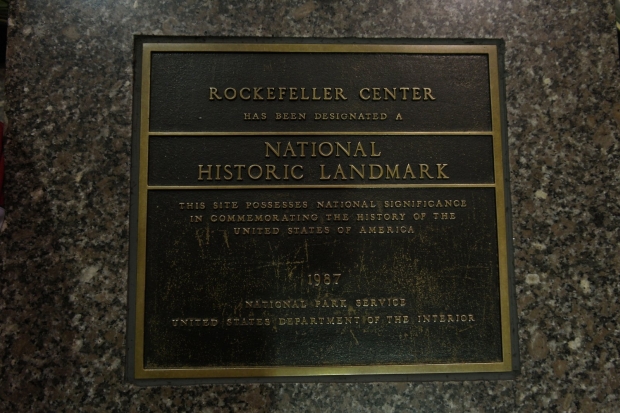 ROCKEFELLER CENTER
HAS BEEN DESIGNATED A
NATIONAL
HISTORIC LANDMARK
THIS SITE POSSESSES NATIONAL SIGNIFICANCE
IN COMMEMORATING THE HISTORY OF THE
UNITED STATES OF AMERICA
1987
NATIONAL PARK SERVICE
UNITED STATES DEPARTMENT OF THE INTERIOR